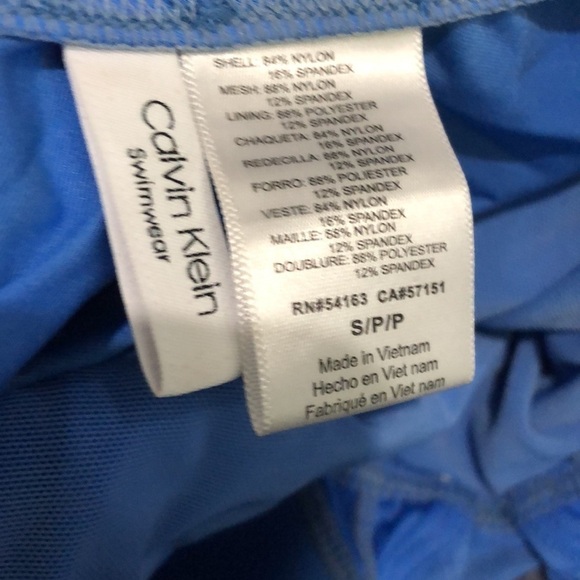 Calvin Klein
Swimwear
SHELL: 84% NYLON
16% SPANDEX
MESH: 88% NYLON
12% SPANDEX
LINING: 88% POLYESTER
12% SPANDEX
CHAQUETA: 84% NYLON
16% SPANDEX
REDECILLA: 88% NYLON
12% SPANDEX
FORRO: 88% POLIESTER
12% SPANDEX
VESTE: 84% NYLON
16% SPANDEX
MAILLE: 88% NYLON
12% SPANDEX
DOUBLURE: 88% POLYESTER
12% SPANDEX
RN#54163 CA#57151
S/P/P
Made in Vietnam
Hecho en Viet nam
Fabriqué en Viet nam